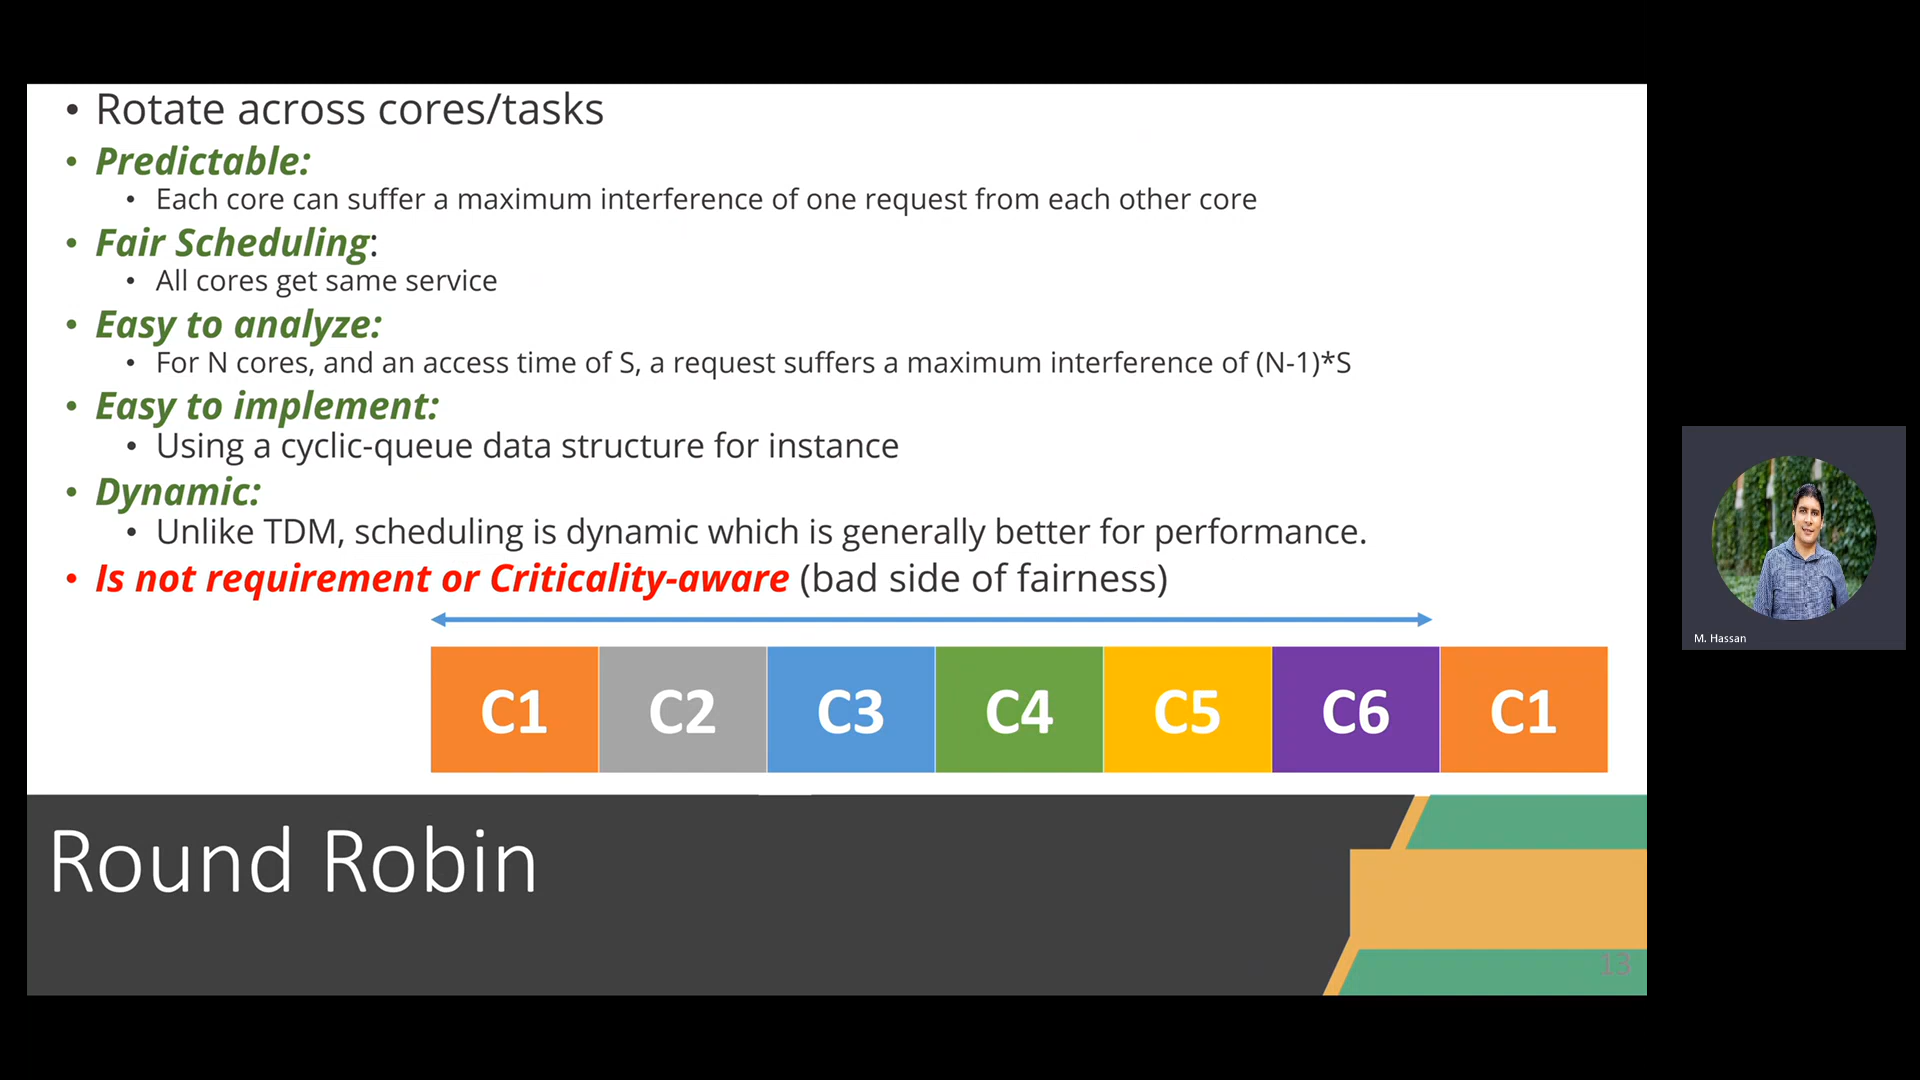 • Rotate across cores/tasks
• Predictable:
• Each core can suffer a maximum interference of one request from each other core
• Fair Scheduling:
• All cores get same service
• Easy to analyze:
• For N cores, and an access time of S, a request suffers a maximum interference of (N-1)*S
• Easy to implement:
• Using a cyclic-queue data structure for instance
• Dynamic:
• Unlike TDM, scheduling is dynamic which is generally better for performance.
• Is not requirement or Criticality-aware (bad side of fairness)
C1 C2 C3 C4 C5 C6 C1
Round Robin
13
M. Hassan